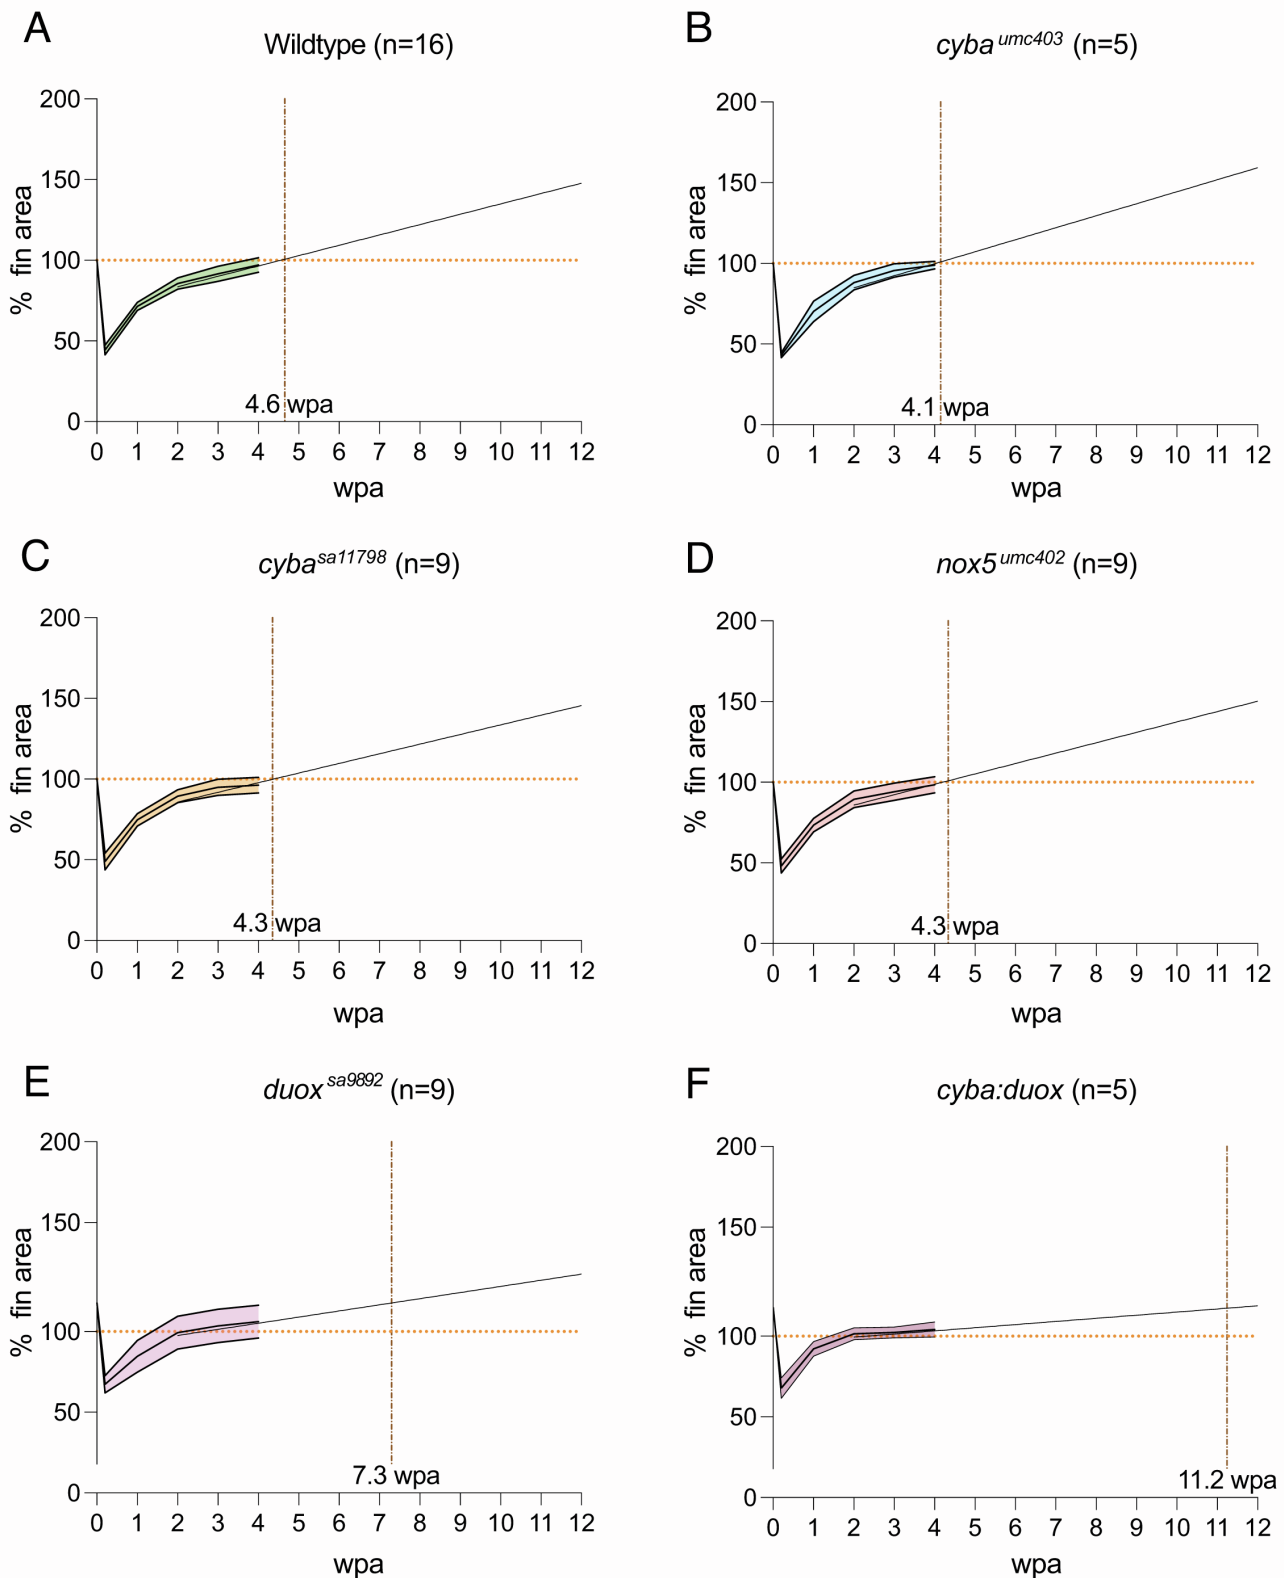 A
Wildtype (n=16)
200
150
100
50
0
% fin area
4.6 wpa
0 1 2 3 4 5 6 7 8 9 10 11 12
wpa
B
cyba umc403 (n=5)
200
150
100
50
0
% fin area
4.1 wpa
0 1 2 3 4 5 6 7 8 9 10 11 12
wpa
C
cyba sa11798 (n=9)
200
150
100
50
0
% fin area
4.3 wpa
0 1 2 3 4 5 6 7 8 9 10 11 12
wpa
D
nox5 umc402 (n=9)
200
150
100
50
0
% fin area
4.3 wpa
0 1 2 3 4 5 6 7 8 9 10 11 12
wpa
E
duox sa9892 (n=9)
200
150
100
50
0
% fin area
7.3 wpa
0 1 2 3 4 5 6 7 8 9 10 11 12
wpa
F
cyba:duox (n=5)
200
150
100
50
0
% fin area
11.2 wpa
0 1 2 3 4 5 6 7 8 9 10 11 12
wpa